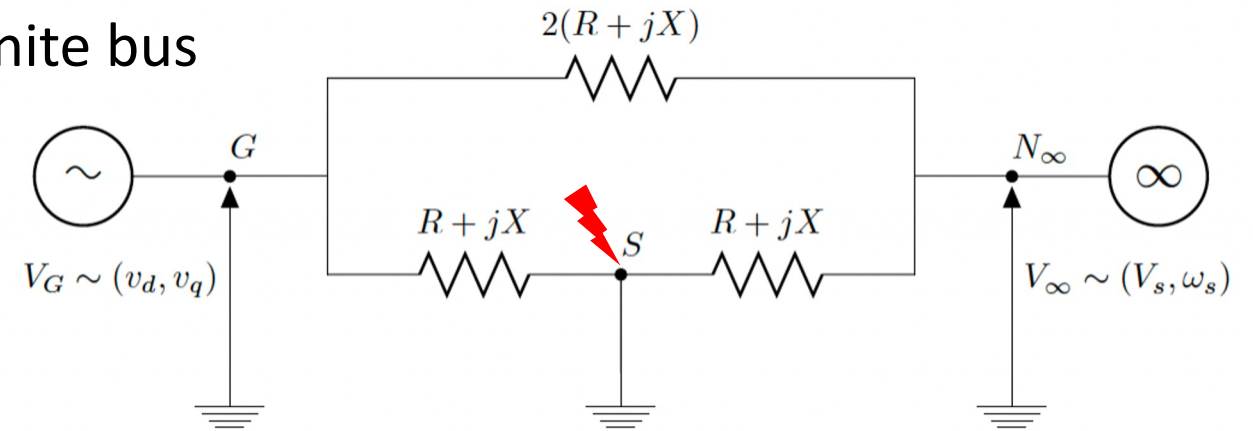 nite bus
2(R + jX)
G
N∞
~
∞
R + jX
S
R + jX
V_G ~ (v_d, v_q)
V_∞ ~ (V_s, ω_s)